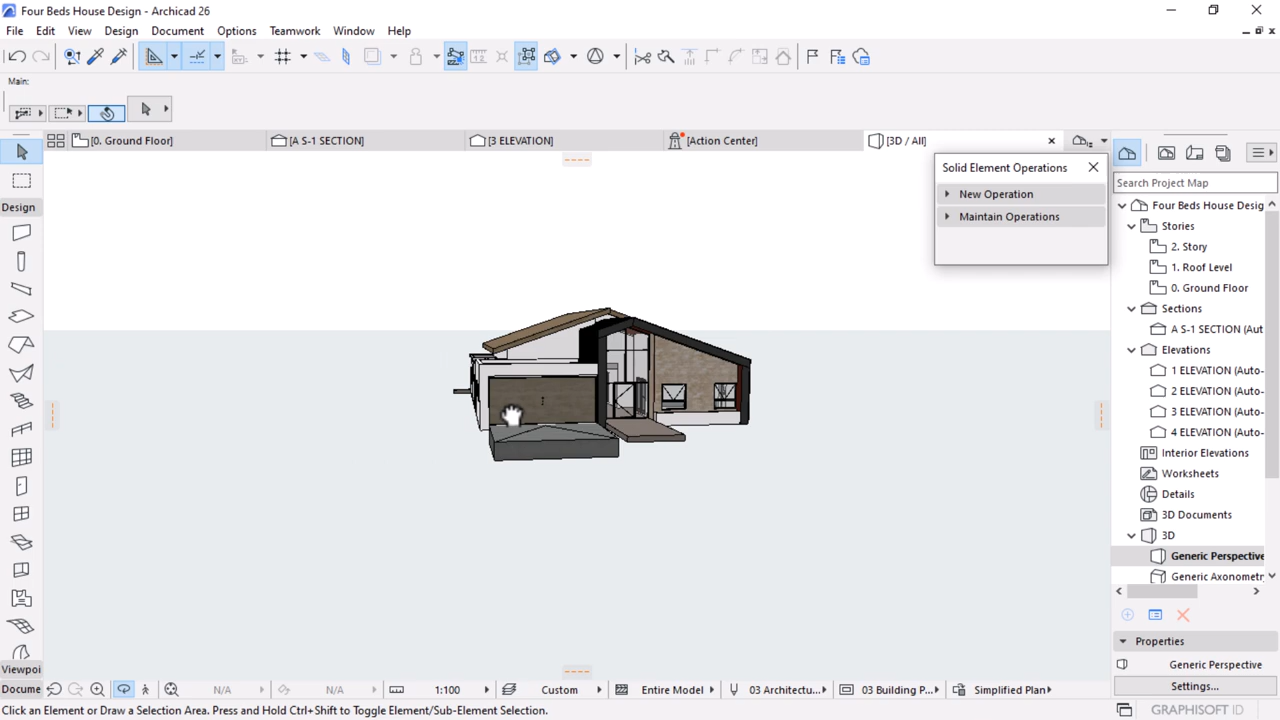 Four Beds House Design - Archicad 26
File Edit View Design Document Options Teamwork Window Help
Main:
[0. Ground Floor] [A S-1 SECTION] [3 ELEVATION] [Action Center] [3D / All]
Solid Element Operations
New Operation
Maintain Operations
Search Project Map
Four Beds House Desig
Stories
2. Story
1. Roof Level
0. Ground Floor
Sections
A S-1 SECTION (Aut
Elevations
1 ELEVATION (Auto-
2 ELEVATION (Auto-
3 ELEVATION (Auto-
4 ELEVATION (Auto-
Interior Elevations
Worksheets
Details
3D Documents
3D
Generic Perspective
Generic Axonometr
Properties
Generic Perspective
Settings...
Design
Viewpoi
Docume
N/A N/A 1:100 Custom Entire Model 03 Architectu... 03 Building P... Simplified Plan
Click an Element or Draw a Selection Area. Press and Hold Ctrl+Shift to Toggle Element/Sub-Element Selection.
GRAPHISOFT ID